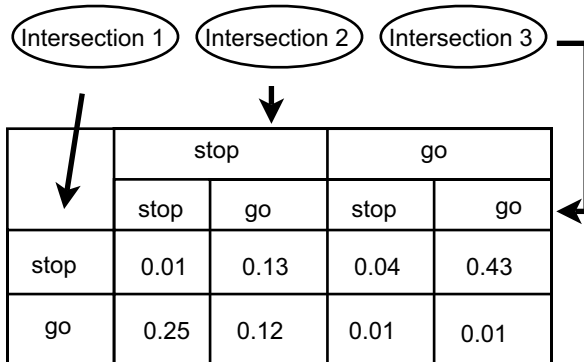 Intersection 1 Intersection 2 Intersection 3
stop go
stop go stop go
stop 0.01 0.13 0.04 0.43
go 0.25 0.12 0.01 0.01